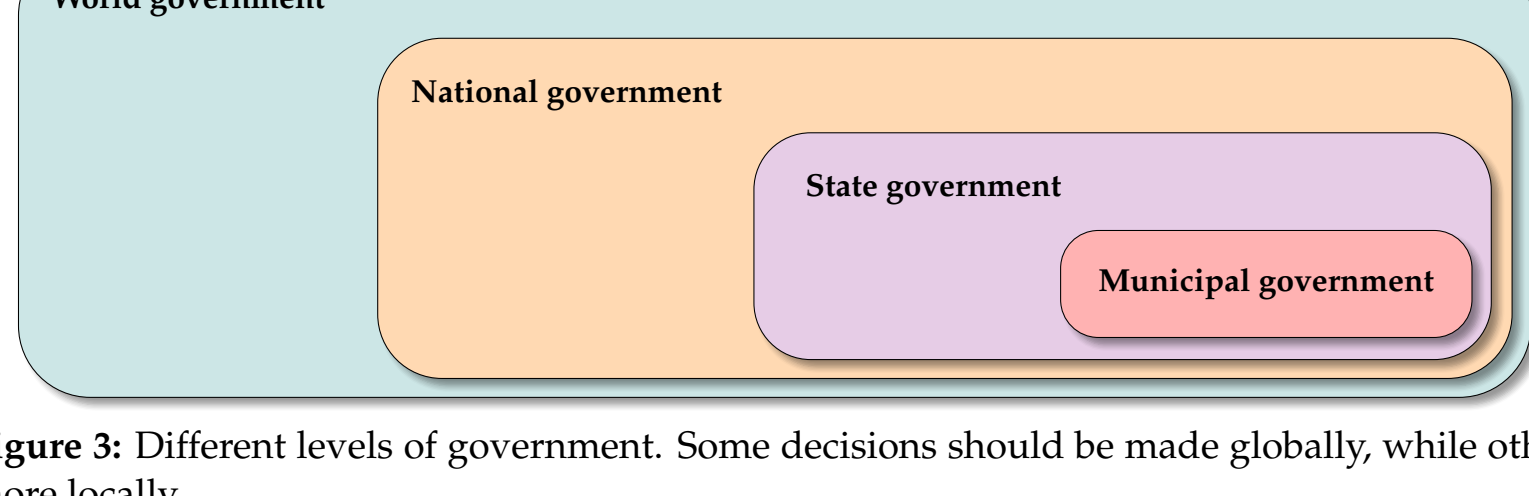 World government
National government
State government
Municipal government
igure 3: Different levels of government. Some decisions should be made globally, while oth
ore locally